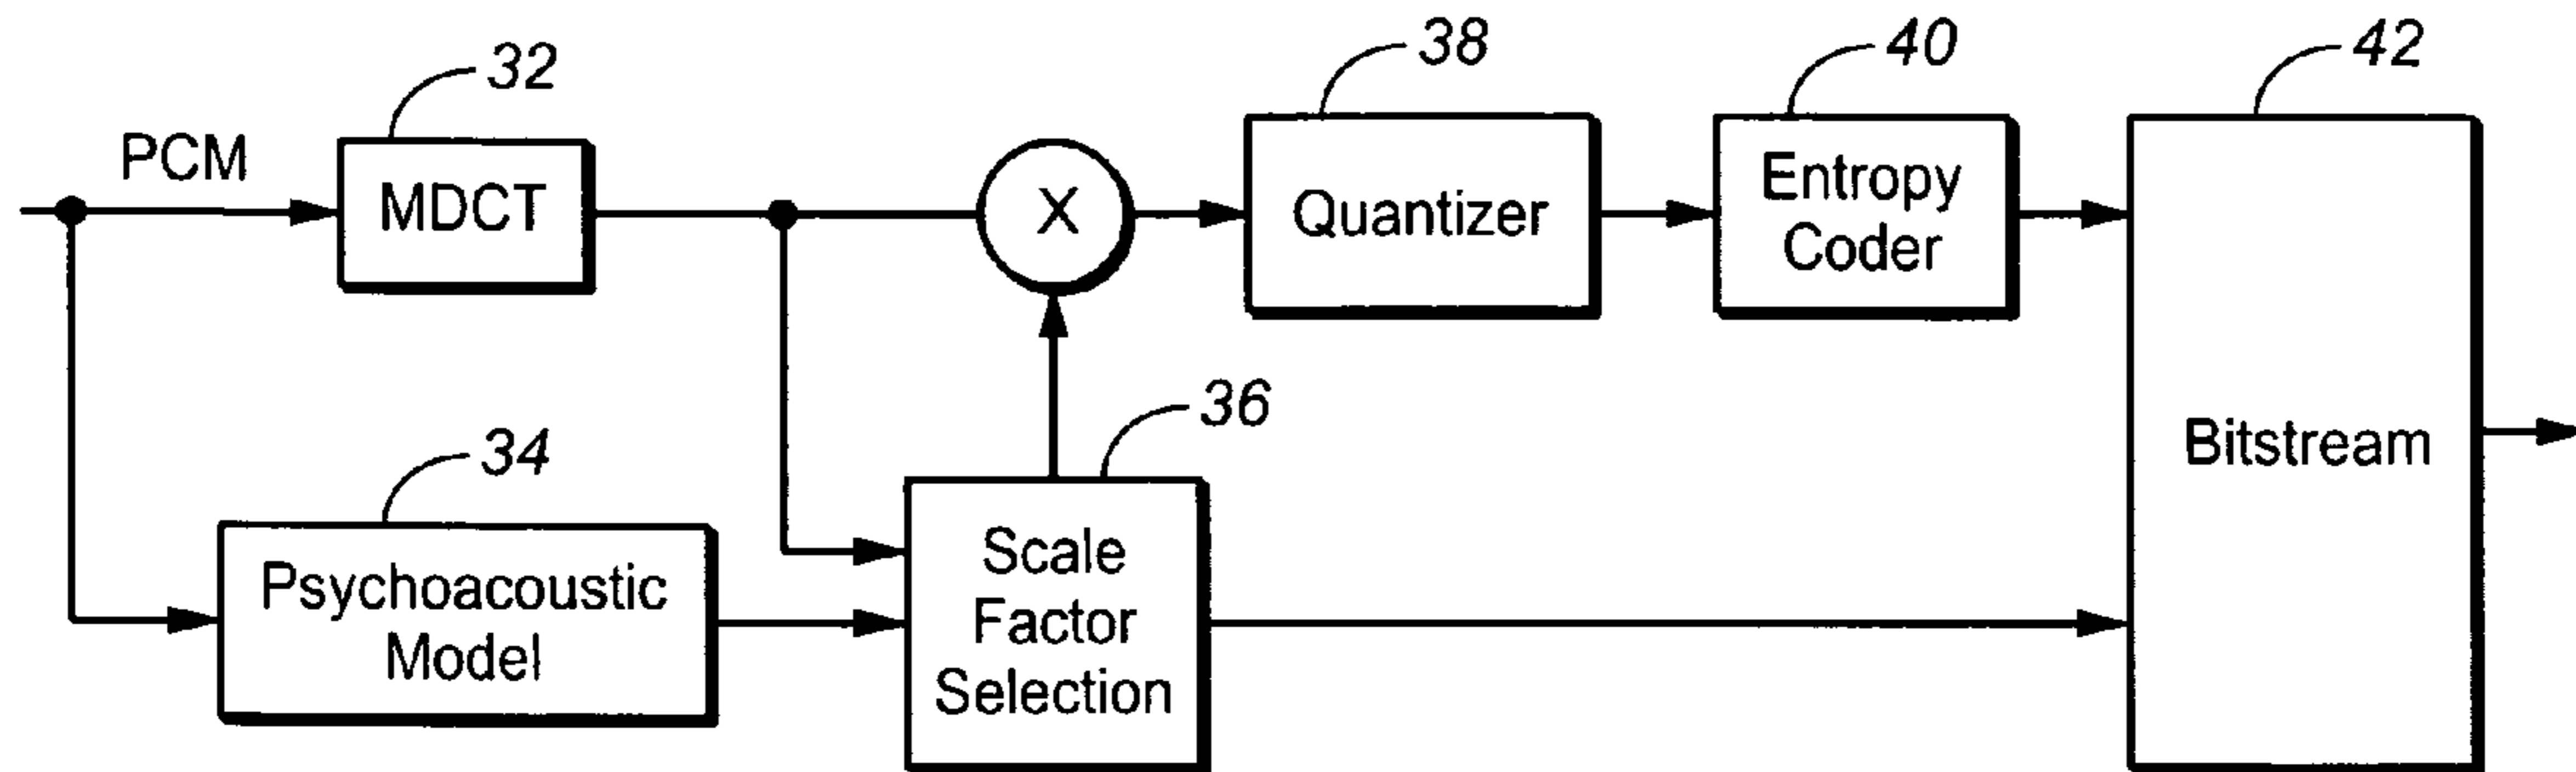 32
38
40
42
PCM
MDCT
X
Quantizer
Entropy
Coder
Bitstream
34
36
Psychoacoustic
Model
Scale
Factor
Selection